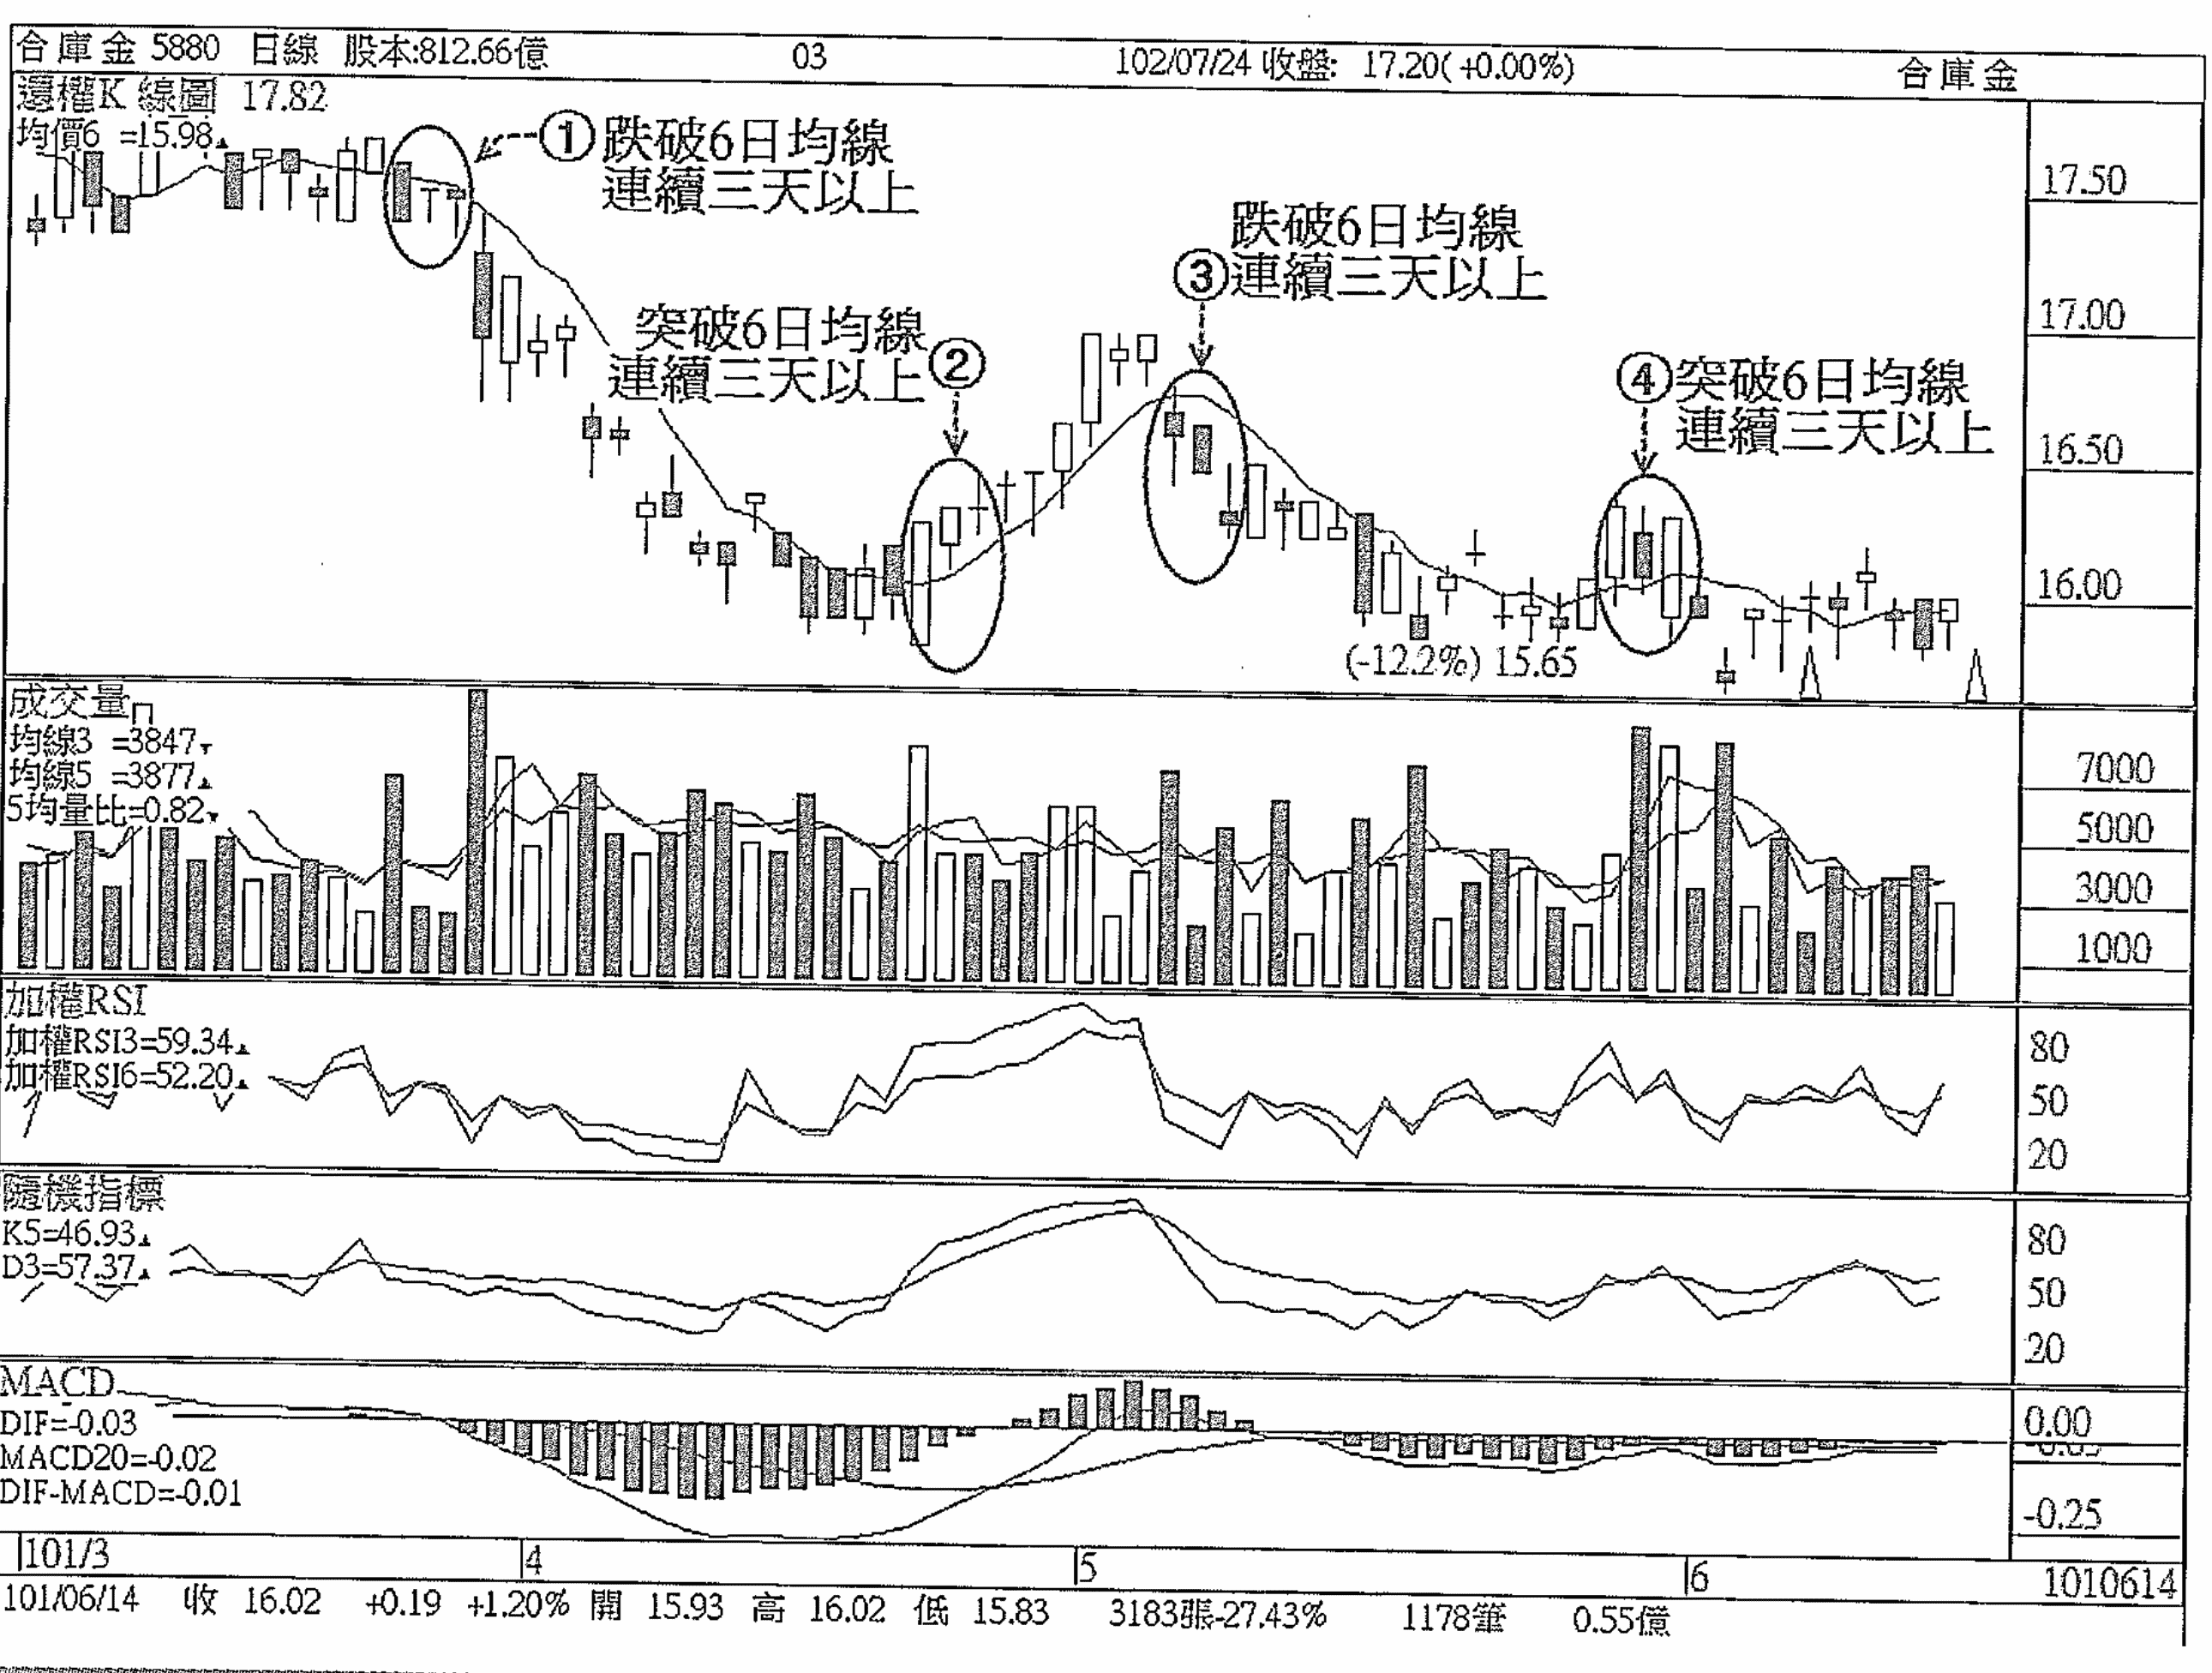 合庫金 5880 日線 股本:812.66億 03 102/07/24 收盤: 17.20(+0.00%) 合庫金
還權K 線圖 17.82
均價6 =15.98▲
①跌破6日均線
連續三天以上
突破6日均線
連續三天以上②
跌破6日均線
③連續三天以上
④突破6日均線
連續三天以上
(-12.2%) 15.65
17.50
17.00
16.50
16.00
成交量
均線3 =3847▼
均線5 =3877▲
5均量比=0.82▼
7000
5000
3000
1000
加權RSI
加權RSI3=59.34▲
加權RSI6=52.20▲
80
50
20
隨機指標
K5=46.93▲
D3=57.37▲
80
50
20
MACD
DIF=-0.03
MACD20=-0.02
DIF-MACD=-0.01
0.00
-0.25
101/3 4 5 6 1010614
101/06/14 收 16.02 +0.19 +1.20% 開 15.93 高 16.02 低 15.83 3183張-27.43% 1178筆 0.55億